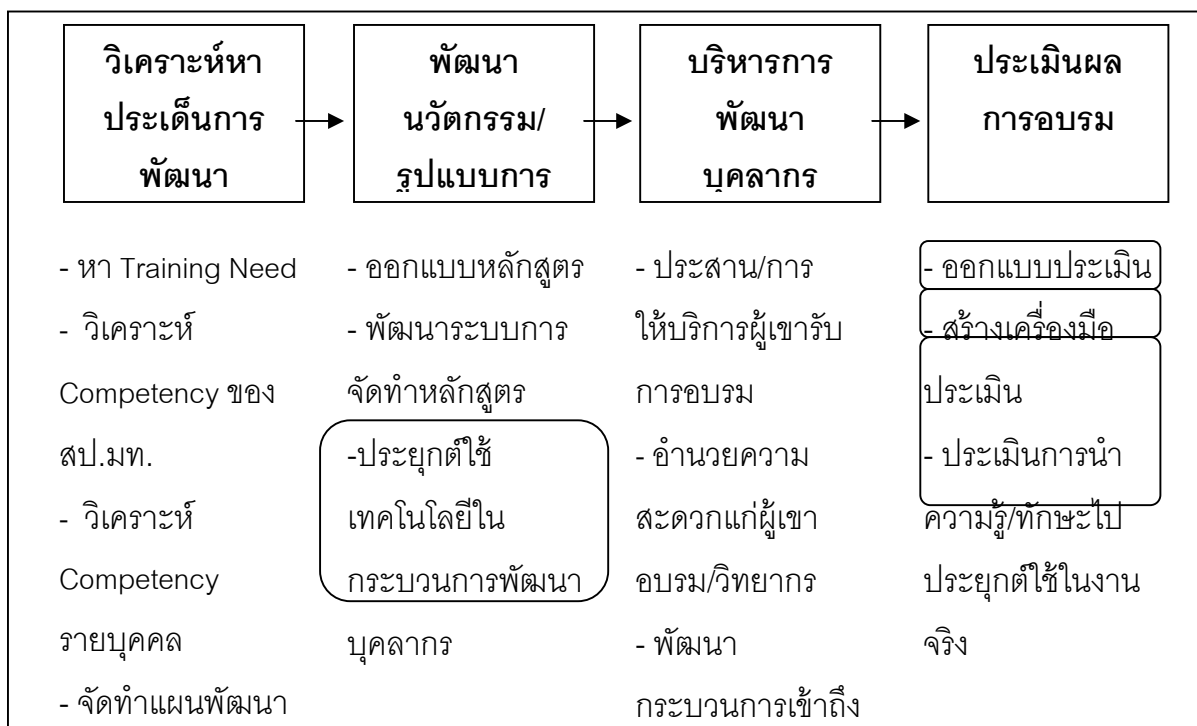 วิเคราะห์หา
ประเด็นการ
พัฒนา
พัฒนา
นวัตกรรม/
รูปแบบการ
บริหารการ
พัฒนา
บุคลากร
ประเมินผล
การอบรม
- หา Training Need
- วิเคราะห์
Competency ของ
สป.มท.
- วิเคราะห์
Competency
รายบุคคล
- จัดทำแผนพัฒนา
- ออกแบบหลักสูตร
- พัฒนาระบบการ
จัดทำหลักสูตร
-ประยุกต์ใช้
เทคโนโลยีใน
กระบวนการพัฒนา
บุคลากร
- ประสาน/การ
ให้บริการผู้เขารับ
การอบรม
- อำนวยความ
สะดวกแก่ผู้เขา
อบรม/วิทยากร
- พัฒนา
กระบวนการเข้าถึง
- ออกแบบประเมิน
- สร้างเครื่องมือ
ประเมิน
- ประเมินการนำ
ความรู้/ทักษะไป
ประยุกต์ใช้ในงาน
จริง